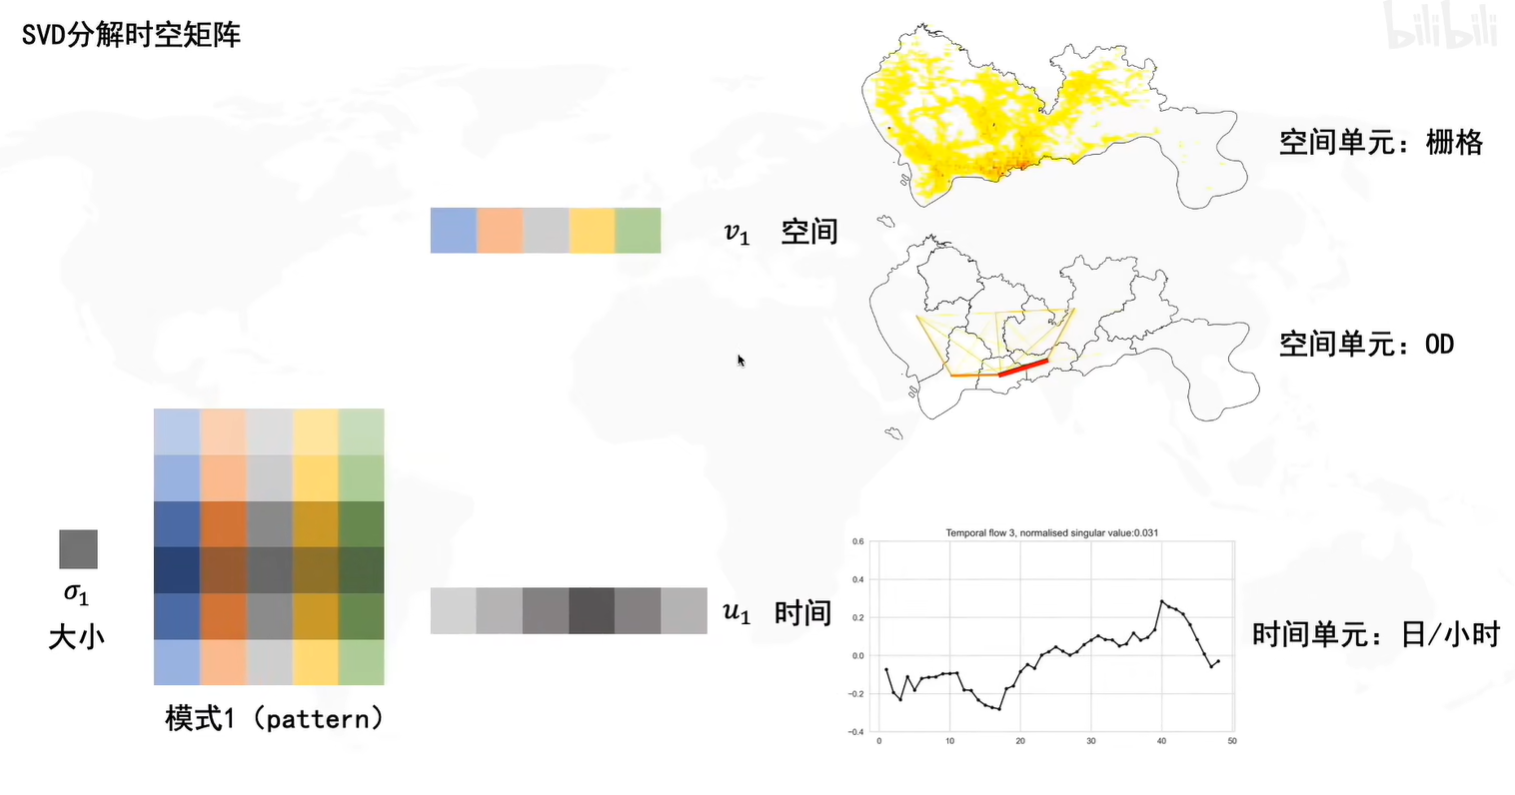 SVD分解时空矩阵
bilibili
空间单元：栅格
v₁ 空间
空间单元：OD
σ₁
大小
模式1（pattern）
u₁ 时间
Temporal flow 3, normalised singular value:0.031
0.6
0.4
0.2
0.0
−0.2
−0.4
0 10 20 30 40 50
时间单元：日/小时